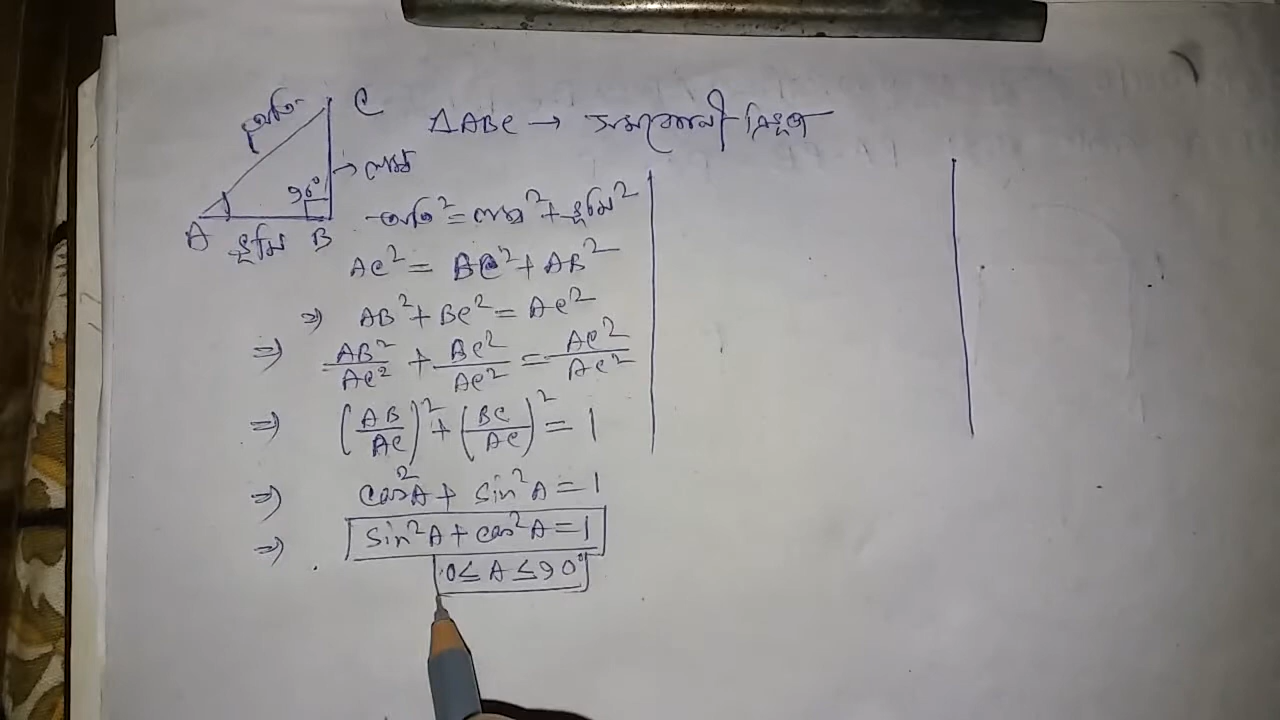 C
অতি
ΔABC → সমকোণী ত্রিভুজ
→ লম্ব
90°
A ভূমি B
অতি² = লম্ব² + ভূমি²
AC² = BC² + AB²
⇒ AB² + BC² = AC²
⇒ AB²/AC² + BC²/AC² = AC²/AC²
⇒ (AB/AC)² + (BC/AC)² = 1
⇒ cos²A + sin²A = 1
⇒ sin²A + cos²A = 1
0 ≤ A ≤ 90°